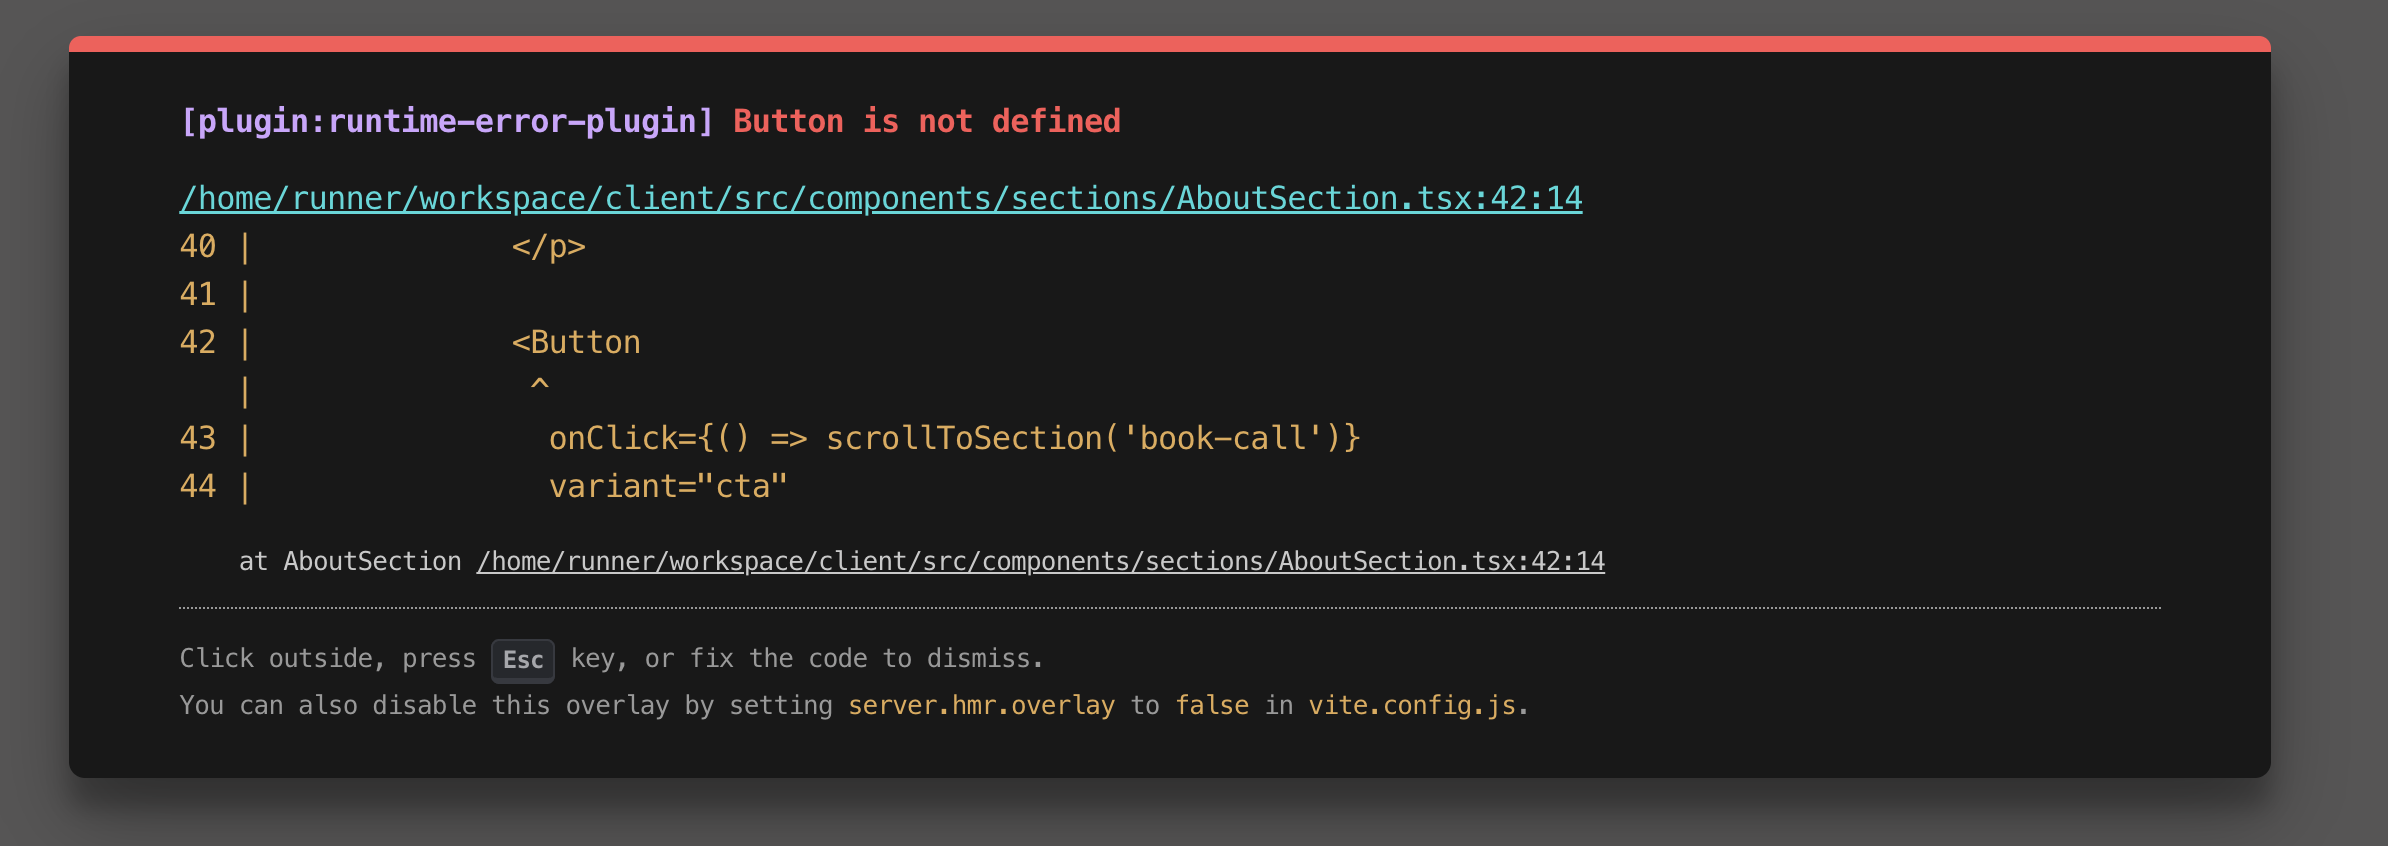 [plugin:runtime-error-plugin] Button is not defined
/home/runner/workspace/client/src/components/sections/AboutSection.tsx:42:14
40 |              </p>
41 |
42 |              <Button
   |               ^
43 |                onClick={() => scrollToSection('book-call')}
44 |                variant="cta"
    at AboutSection /home/runner/workspace/client/src/components/sections/AboutSection.tsx:42:14
Click outside, press Esc key, or fix the code to dismiss.
You can also disable this overlay by setting server.hmr.overlay to false in vite.config.js.